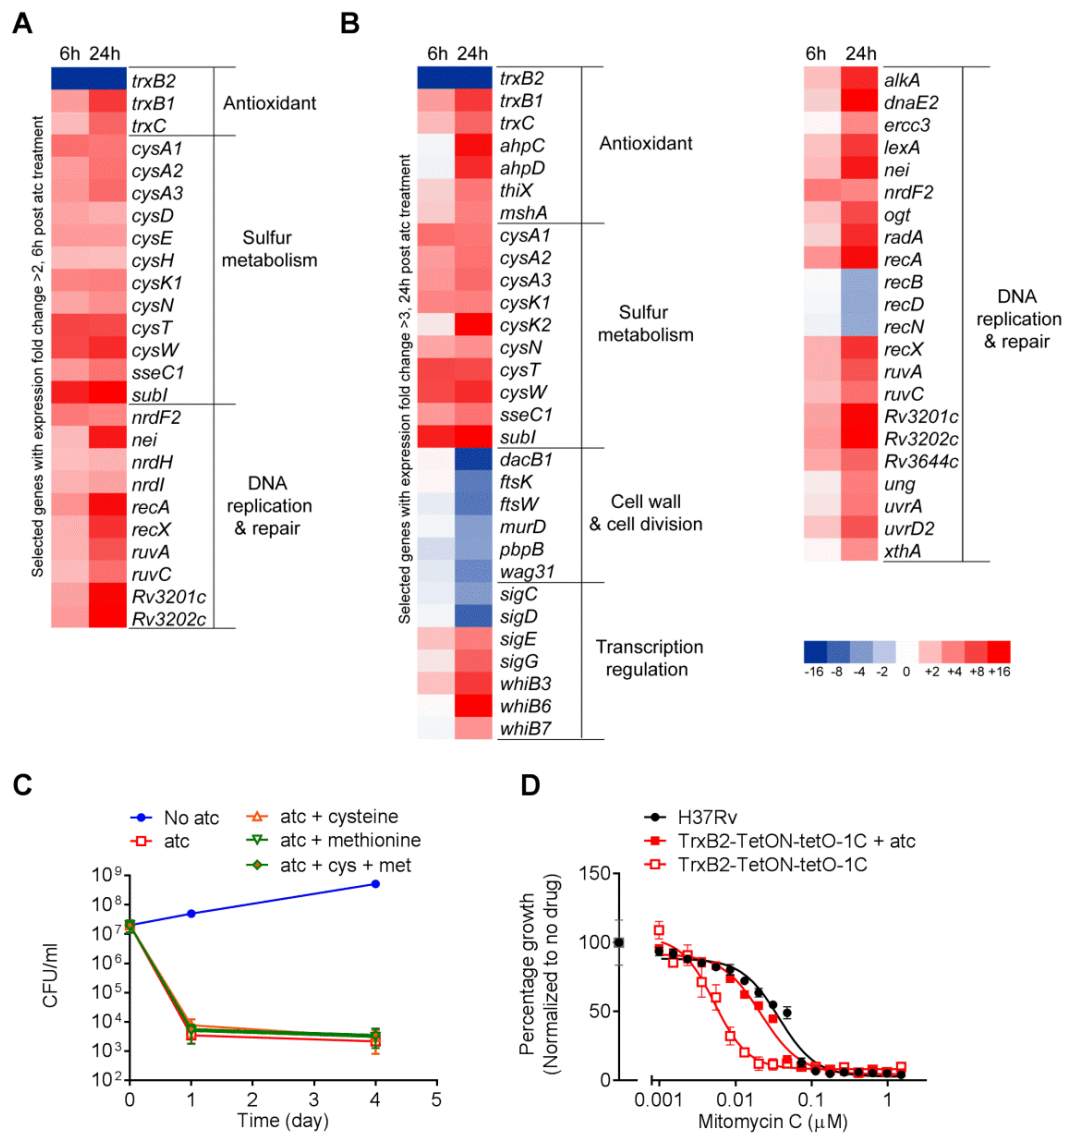 A
6h 24h
Selected genes with expression fold change >2, 6h post atc treatment
trxB2
trxB1
trxC
Antioxidant
cysA1
cysA2
cysA3
cysD
cysE
cysH
cysK1
cysN
cysT
cysW
sseC1
subI
Sulfur
metabolism
nrdF2
nei
nrdH
nrdI
recA
recX
ruvA
ruvC
Rv3201c
Rv3202c
DNA
replication
& repair
B
6h 24h
Selected genes with expression fold change >3, 24h post atc treatment
trxB2
trxB1
trxC
ahpC
ahpD
thiX
mshA
Antioxidant
cysA1
cysA2
cysA3
cysK1
cysK2
cysN
cysT
cysW
sseC1
subI
Sulfur
metabolism
dacB1
ftsK
ftsW
murD
pbpB
wag31
Cell wall
& cell division
sigC
sigD
sigE
sigG
whiB3
whiB6
whiB7
Transcription
regulation
6h 24h
alkA
dnaE2
ercc3
lexA
nei
nrdF2
ogt
radA
recA
recB
recD
recN
recX
ruvA
ruvC
Rv3201c
Rv3202c
Rv3644c
ung
uvrA
uvrD2
xthA
DNA
replication
& repair
-16 -8 -4 -2 0 +2 +4 +8 +16
C
No atc
atc
atc + cysteine
atc + methionine
atc + cys + met
CFU/ml
10⁹
10⁸
10⁷
10⁶
10⁵
10⁴
10³
10²
0 1 2 3 4 5
Time (day)
D
H37Rv
TrxB2-TetON-tetO-1C + atc
TrxB2-TetON-tetO-1C
Percentage growth
(Normalized to no drug)
150
100
50
0
0.001 0.01 0.1 1
Mitomycin C (μM)